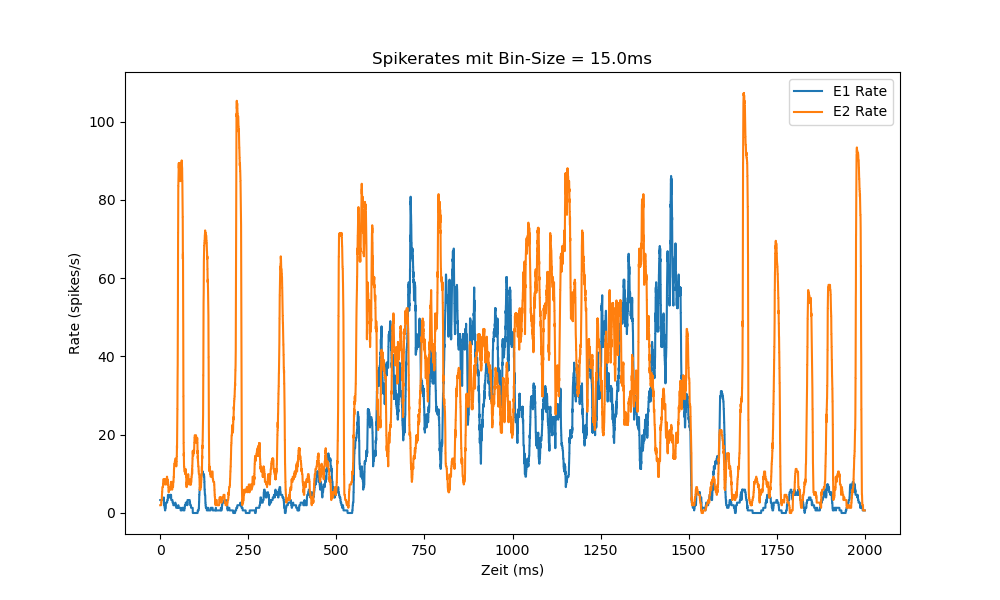 Spikerates mit Bin-Size = 15.0ms
E1 Rate
E2 Rate
100
80
60
40
20
0
Rate (spikes/s)
0 250 500 750 1000 1250 1500 1750 2000
Zeit (ms)